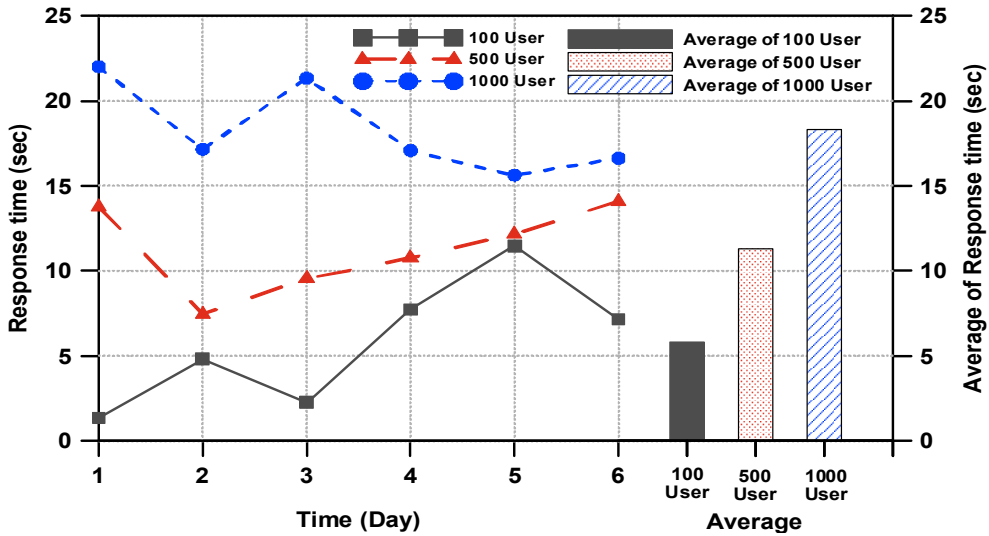 100 User
500 User
1000 User
Average of 100 User
Average of 500 User
Average of 1000 User
Response time (sec)
25
20
15
10
5
0
1
2
3
4
5
6
Time (Day)
100
User
500
User
1000
User
Average
25
20
15
10
5
0
Average of Response time (sec)